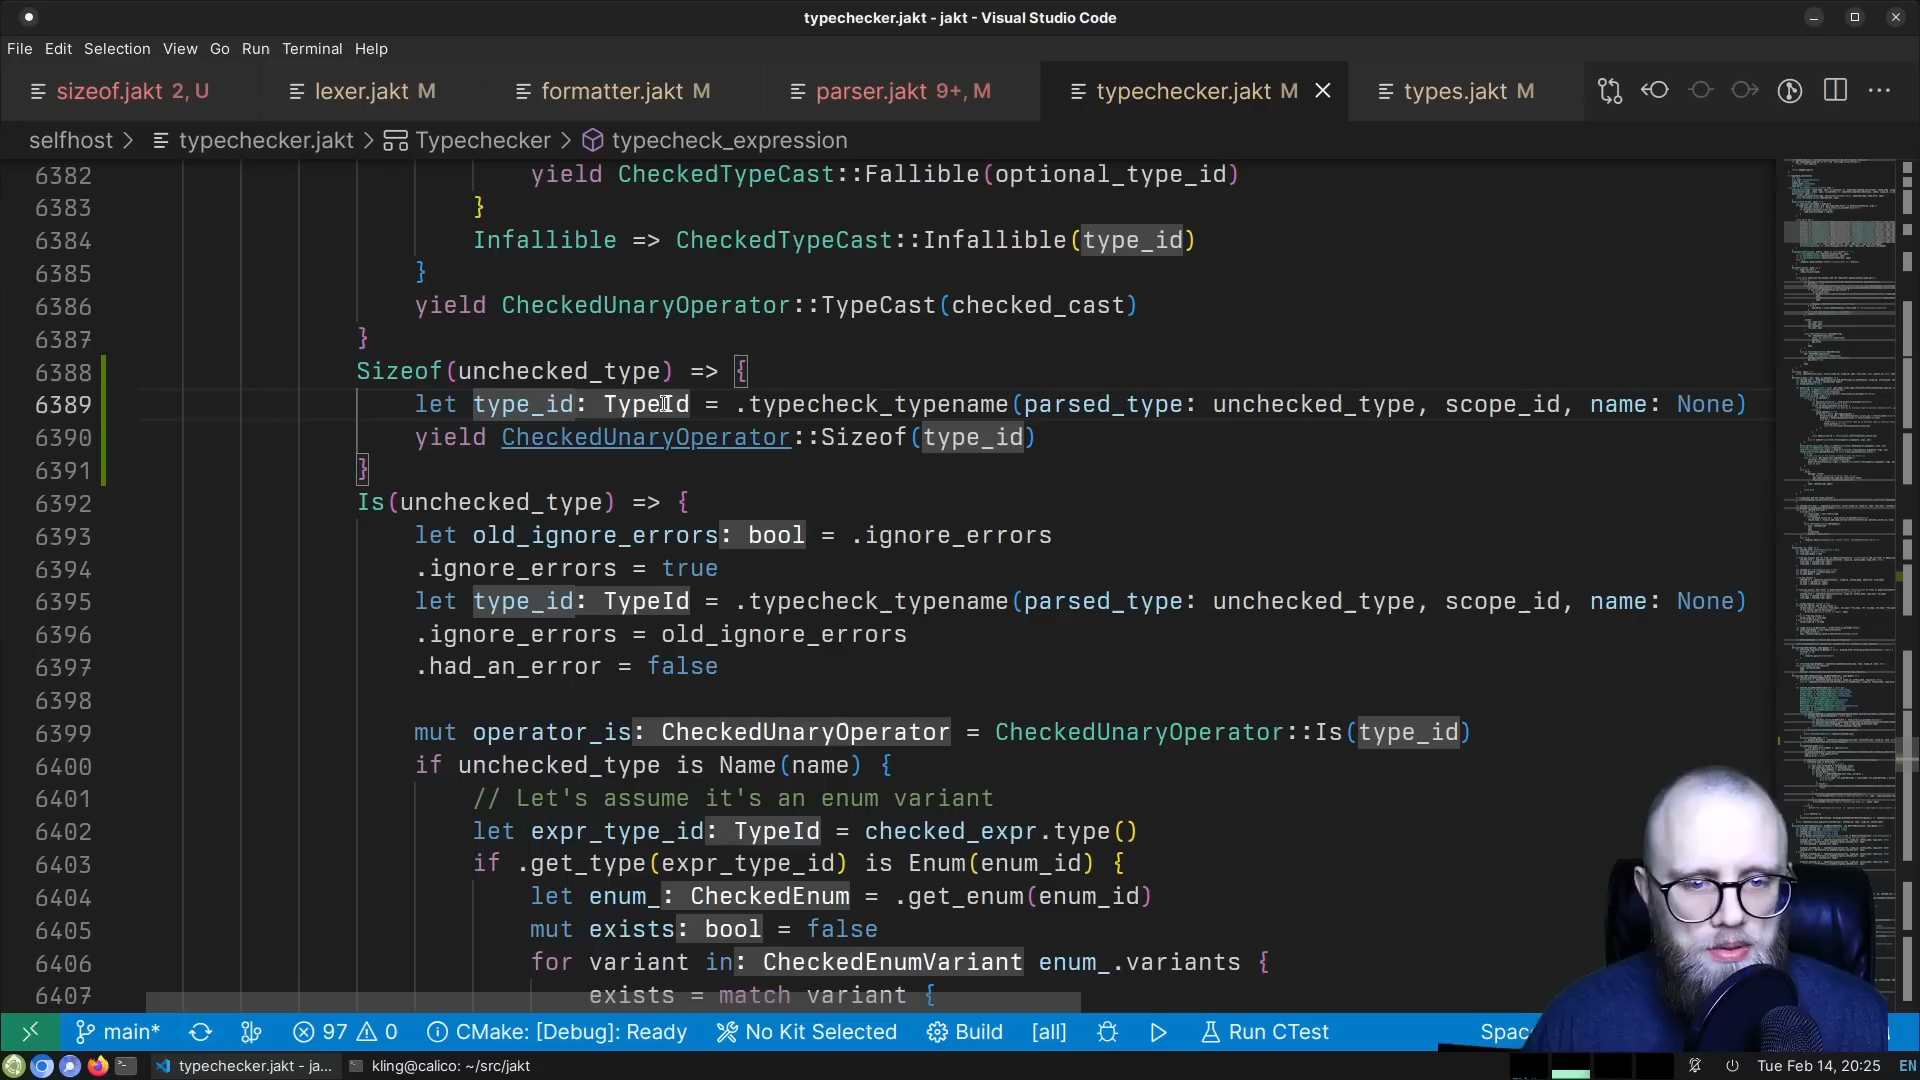 typechecker.jakt - jakt - Visual Studio Code
File Edit Selection View Go Run Terminal Help
sizeof.jakt 2, U lexer.jakt M formatter.jakt M parser.jakt 9+, M typechecker.jakt M types.jakt M
selfhost > typechecker.jakt > Typechecker > typecheck_expression
6382 yield CheckedTypeCast::Fallible(optional_type_id)
6383 }
6384 Infallible => CheckedTypeCast::Infallible(type_id)
6385 }
6386 yield CheckedUnaryOperator::TypeCast(checked_cast)
6387 }
6388 Sizeof(unchecked_type) => {
6389 let type_id: TypeId = .typecheck_typename(parsed_type: unchecked_type, scope_id, name: None)
6390 yield CheckedUnaryOperator::Sizeof(type_id)
6391 }
6392 Is(unchecked_type) => {
6393 let old_ignore_errors: bool = .ignore_errors
6394 .ignore_errors = true
6395 let type_id: TypeId = .typecheck_typename(parsed_type: unchecked_type, scope_id, name: None)
6396 .ignore_errors = old_ignore_errors
6397 .had_an_error = false
6398
6399 mut operator_is: CheckedUnaryOperator = CheckedUnaryOperator::Is(type_id)
6400 if unchecked_type is Name(name) {
6401 // Let's assume it's an enum variant
6402 let expr_type_id: TypeId = checked_expr.type()
6403 if .get_type(expr_type_id) is Enum(enum_id) {
6404 let enum_: CheckedEnum = .get_enum(enum_id)
6405 mut exists: bool = false
6406 for variant in: CheckedEnumVariant enum_.variants {
6407 exists = match variant {
main* 97 0 CMake: [Debug]: Ready No Kit Selected Build [all] Run CTest Spac
typechecker.jakt - ja... kling@calico: ~/src/jakt Tue Feb 14, 20:25 EN